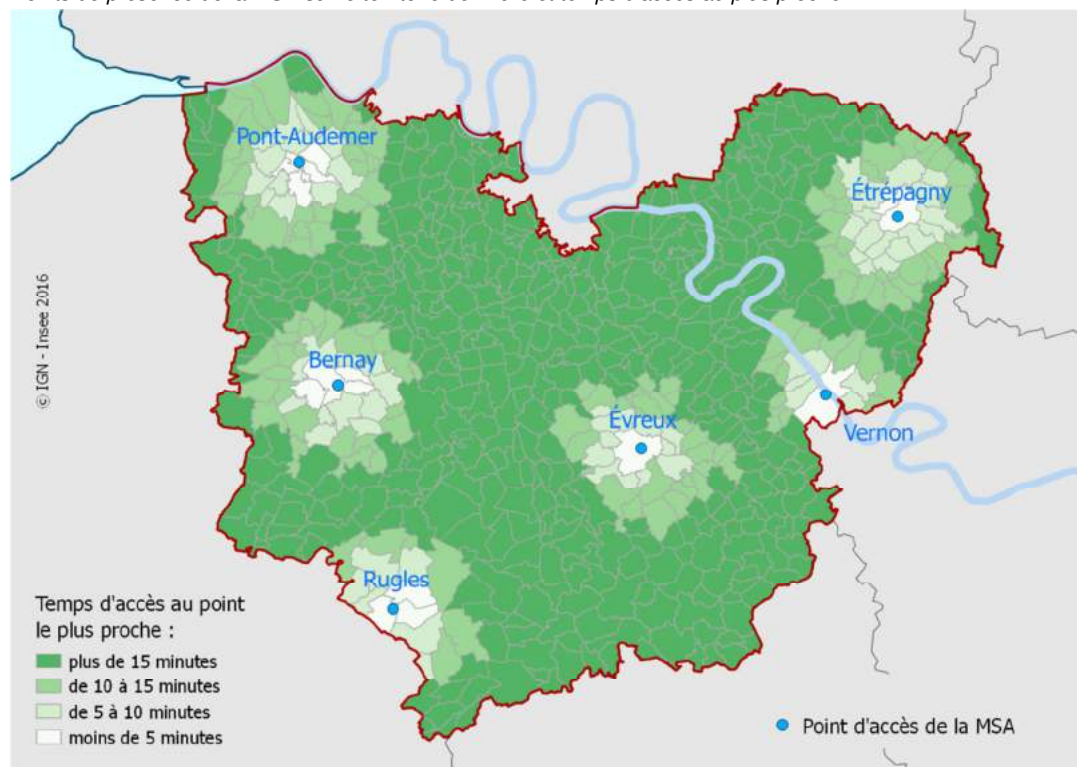 Pont-Audemer
Étrépagny
© IGN - Insee 2016
Bernay
Évreux
Vernon
Rugles
Temps d'accès au point
le plus proche :
plus de 15 minutes
de 10 à 15 minutes
de 5 à 10 minutes
moins de 5 minutes
Point d'accès de la MSA